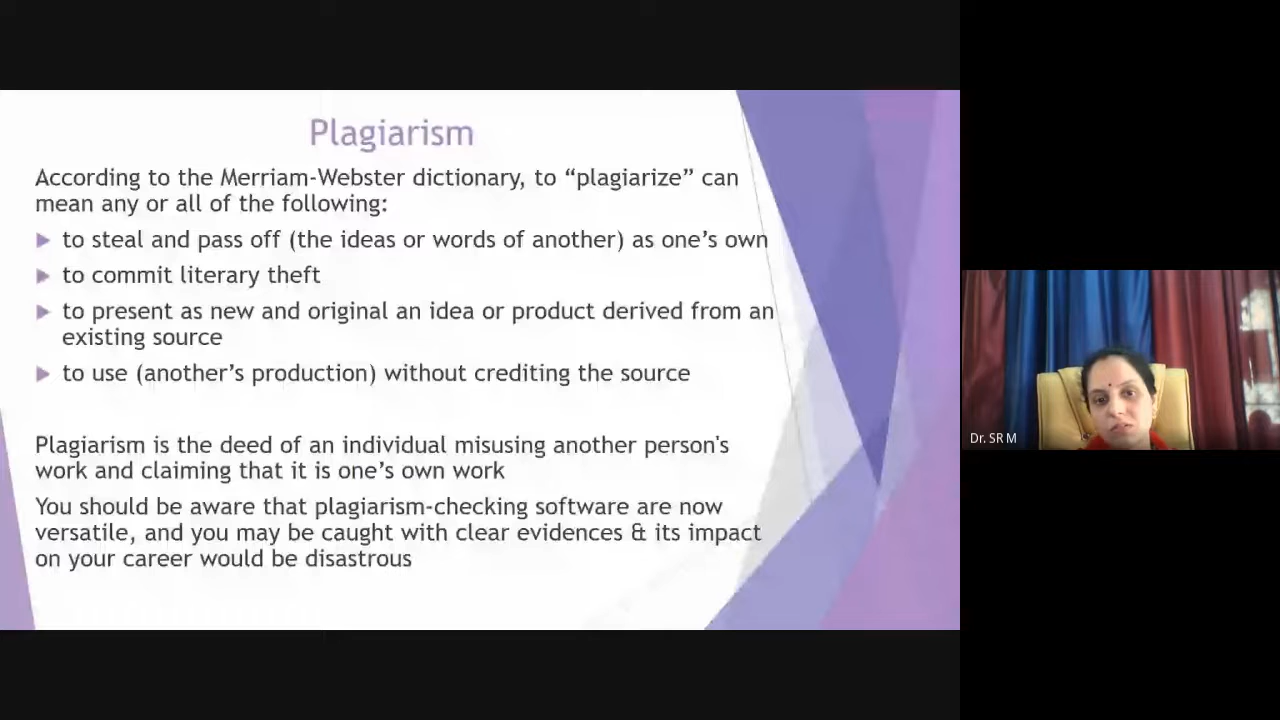 Plagiarism
According to the Merriam-Webster dictionary, to “plagiarize” can
mean any or all of the following:
to steal and pass off (the ideas or words of another) as one’s own
to commit literary theft
to present as new and original an idea or product derived from an
existing source
to use (another’s production) without crediting the source
Plagiarism is the deed of an individual misusing another person's
work and claiming that it is one’s own work
You should be aware that plagiarism-checking software are now
versatile, and you may be caught with clear evidences & its impact
on your career would be disastrous
Dr. SR M